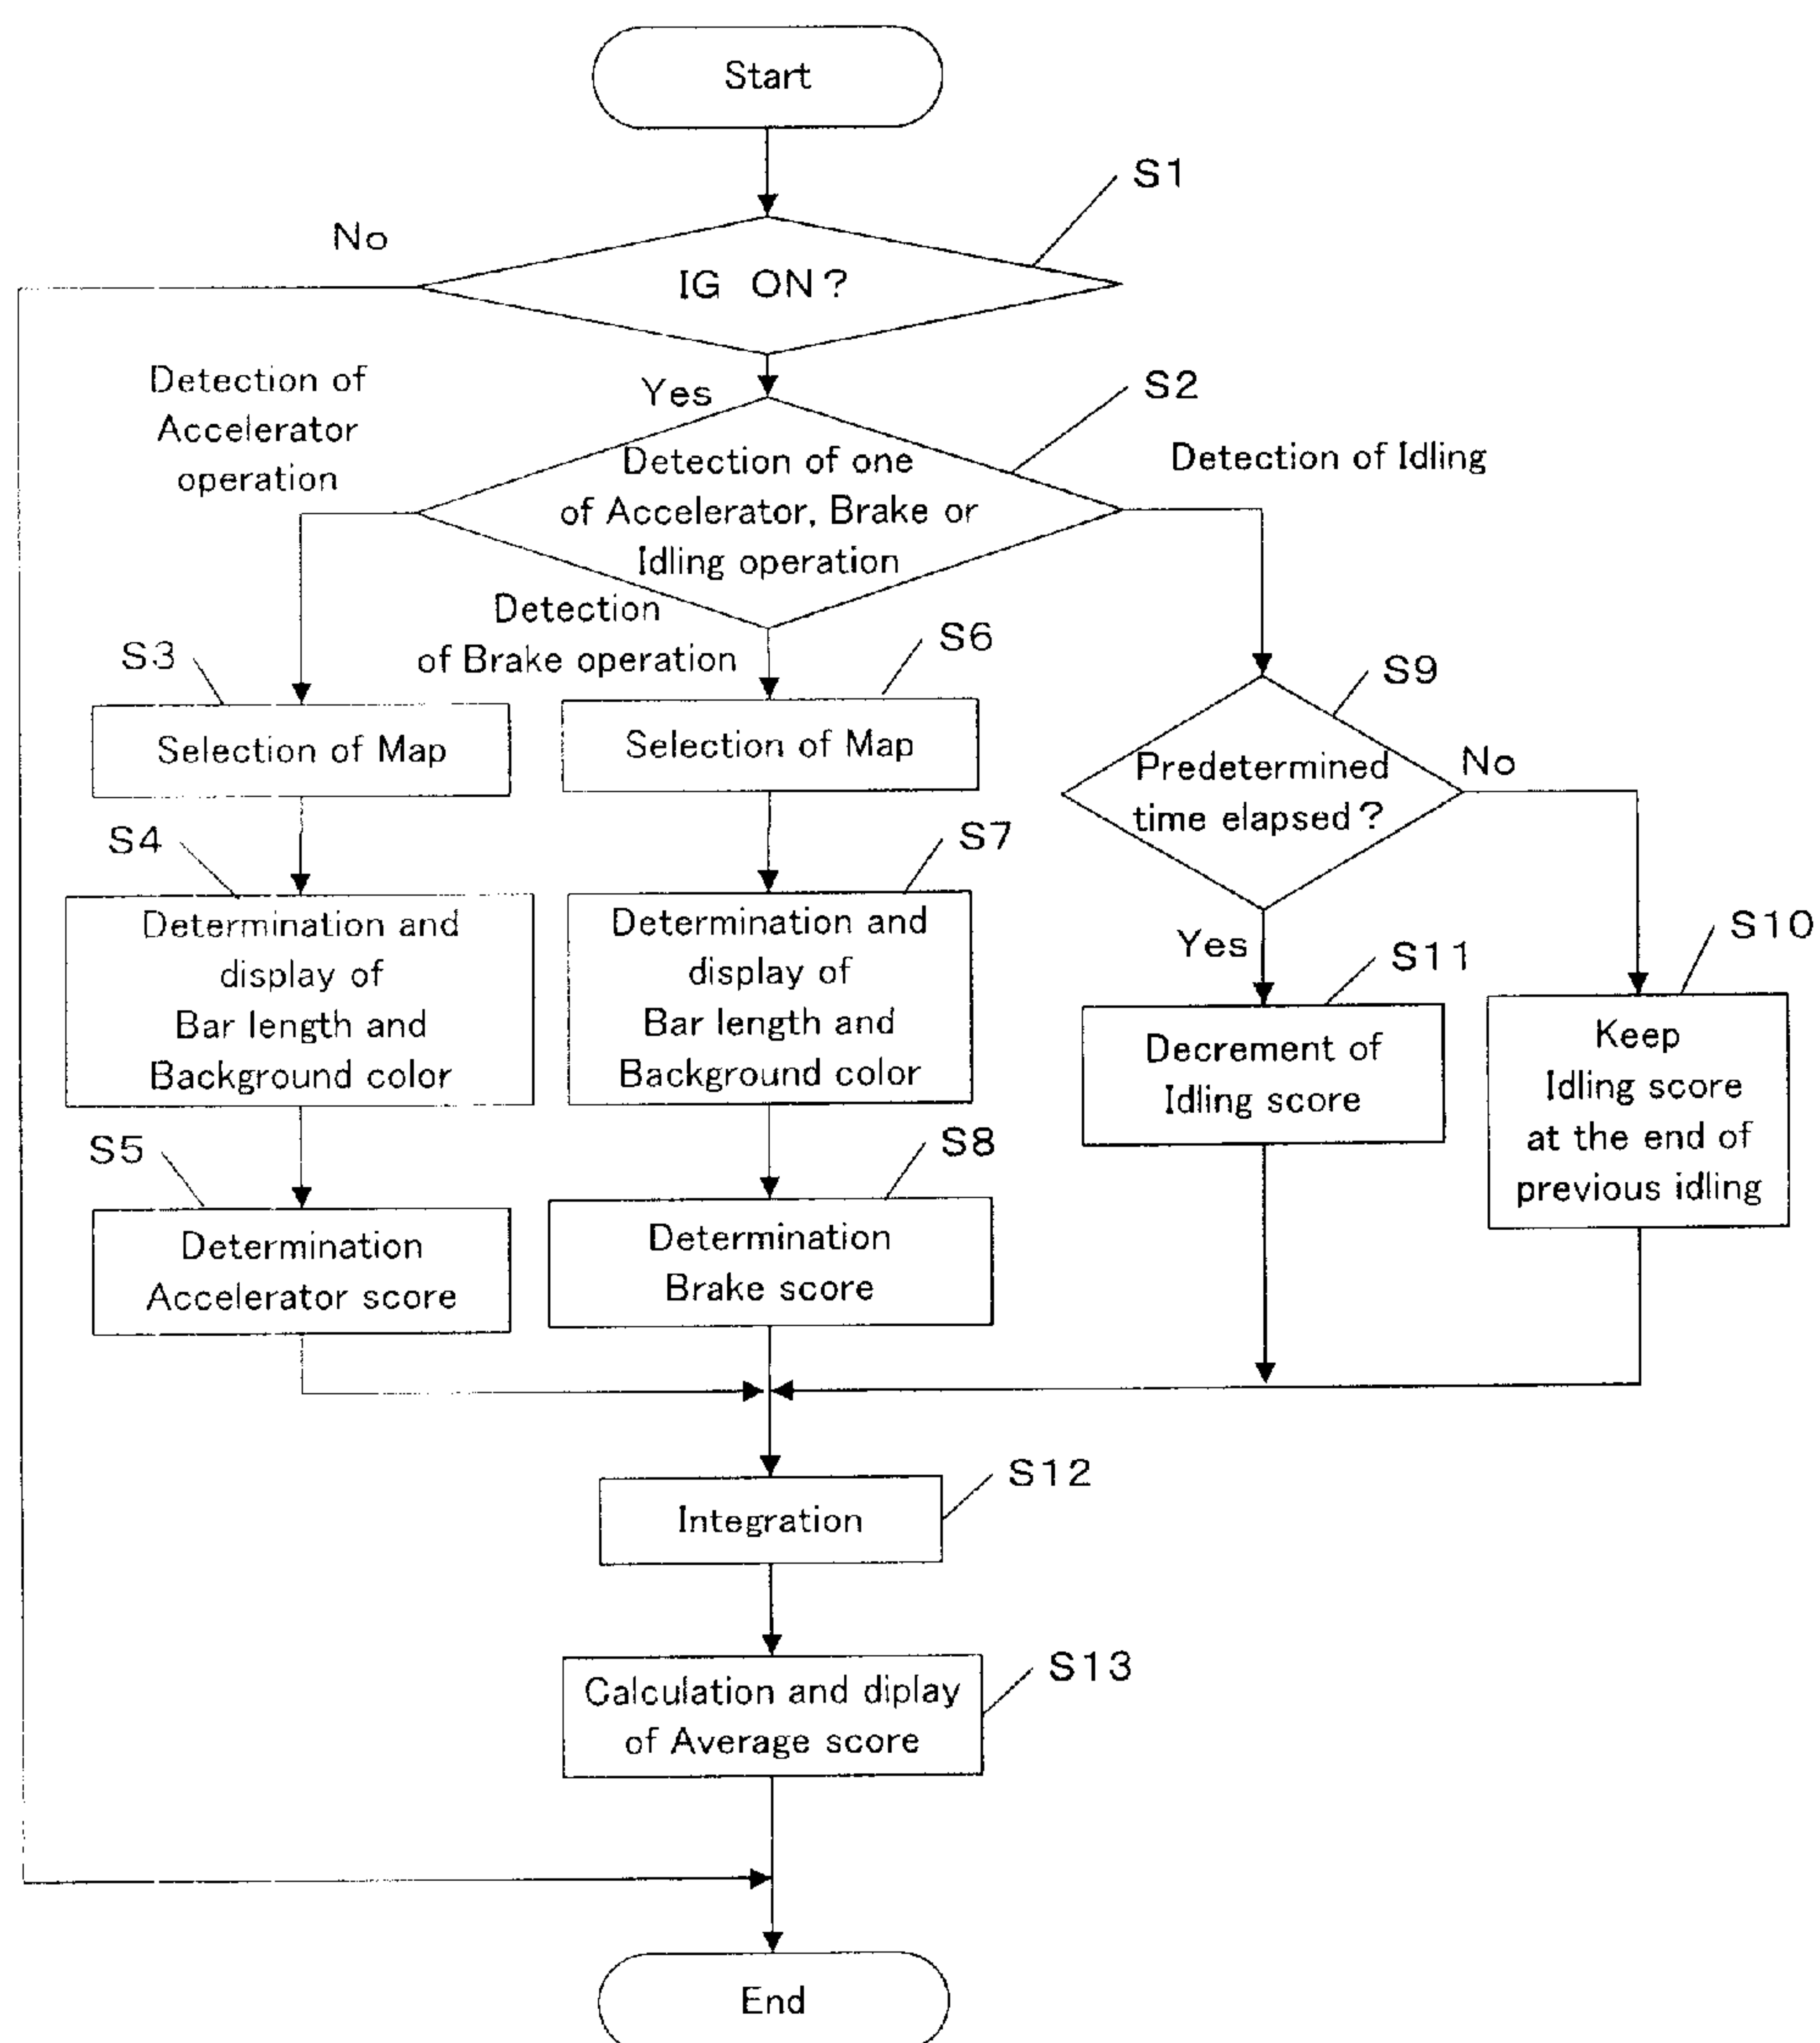 Start
S1
No
IG ON?
Detection of
Accelerator
operation
Yes
S2
Detection of one
of Accelerator, Brake or
Idling operation
Detection of Idling
Detection
of Brake operation
S3
Selection of Map
S6
Selection of Map
S9
Predetermined
time elapsed?
No
S4
Determination and
display of
Bar length and
Background color
S7
Determination and
display of
Bar length and
Background color
Yes
S11
Decrement of
Idling score
S10
Keep
Idling score
at the end of
previous idling
S5
Determination
Accelerator score
S8
Determination
Brake score
S12
Integration
S13
Calculation and diplay
of Average score
End